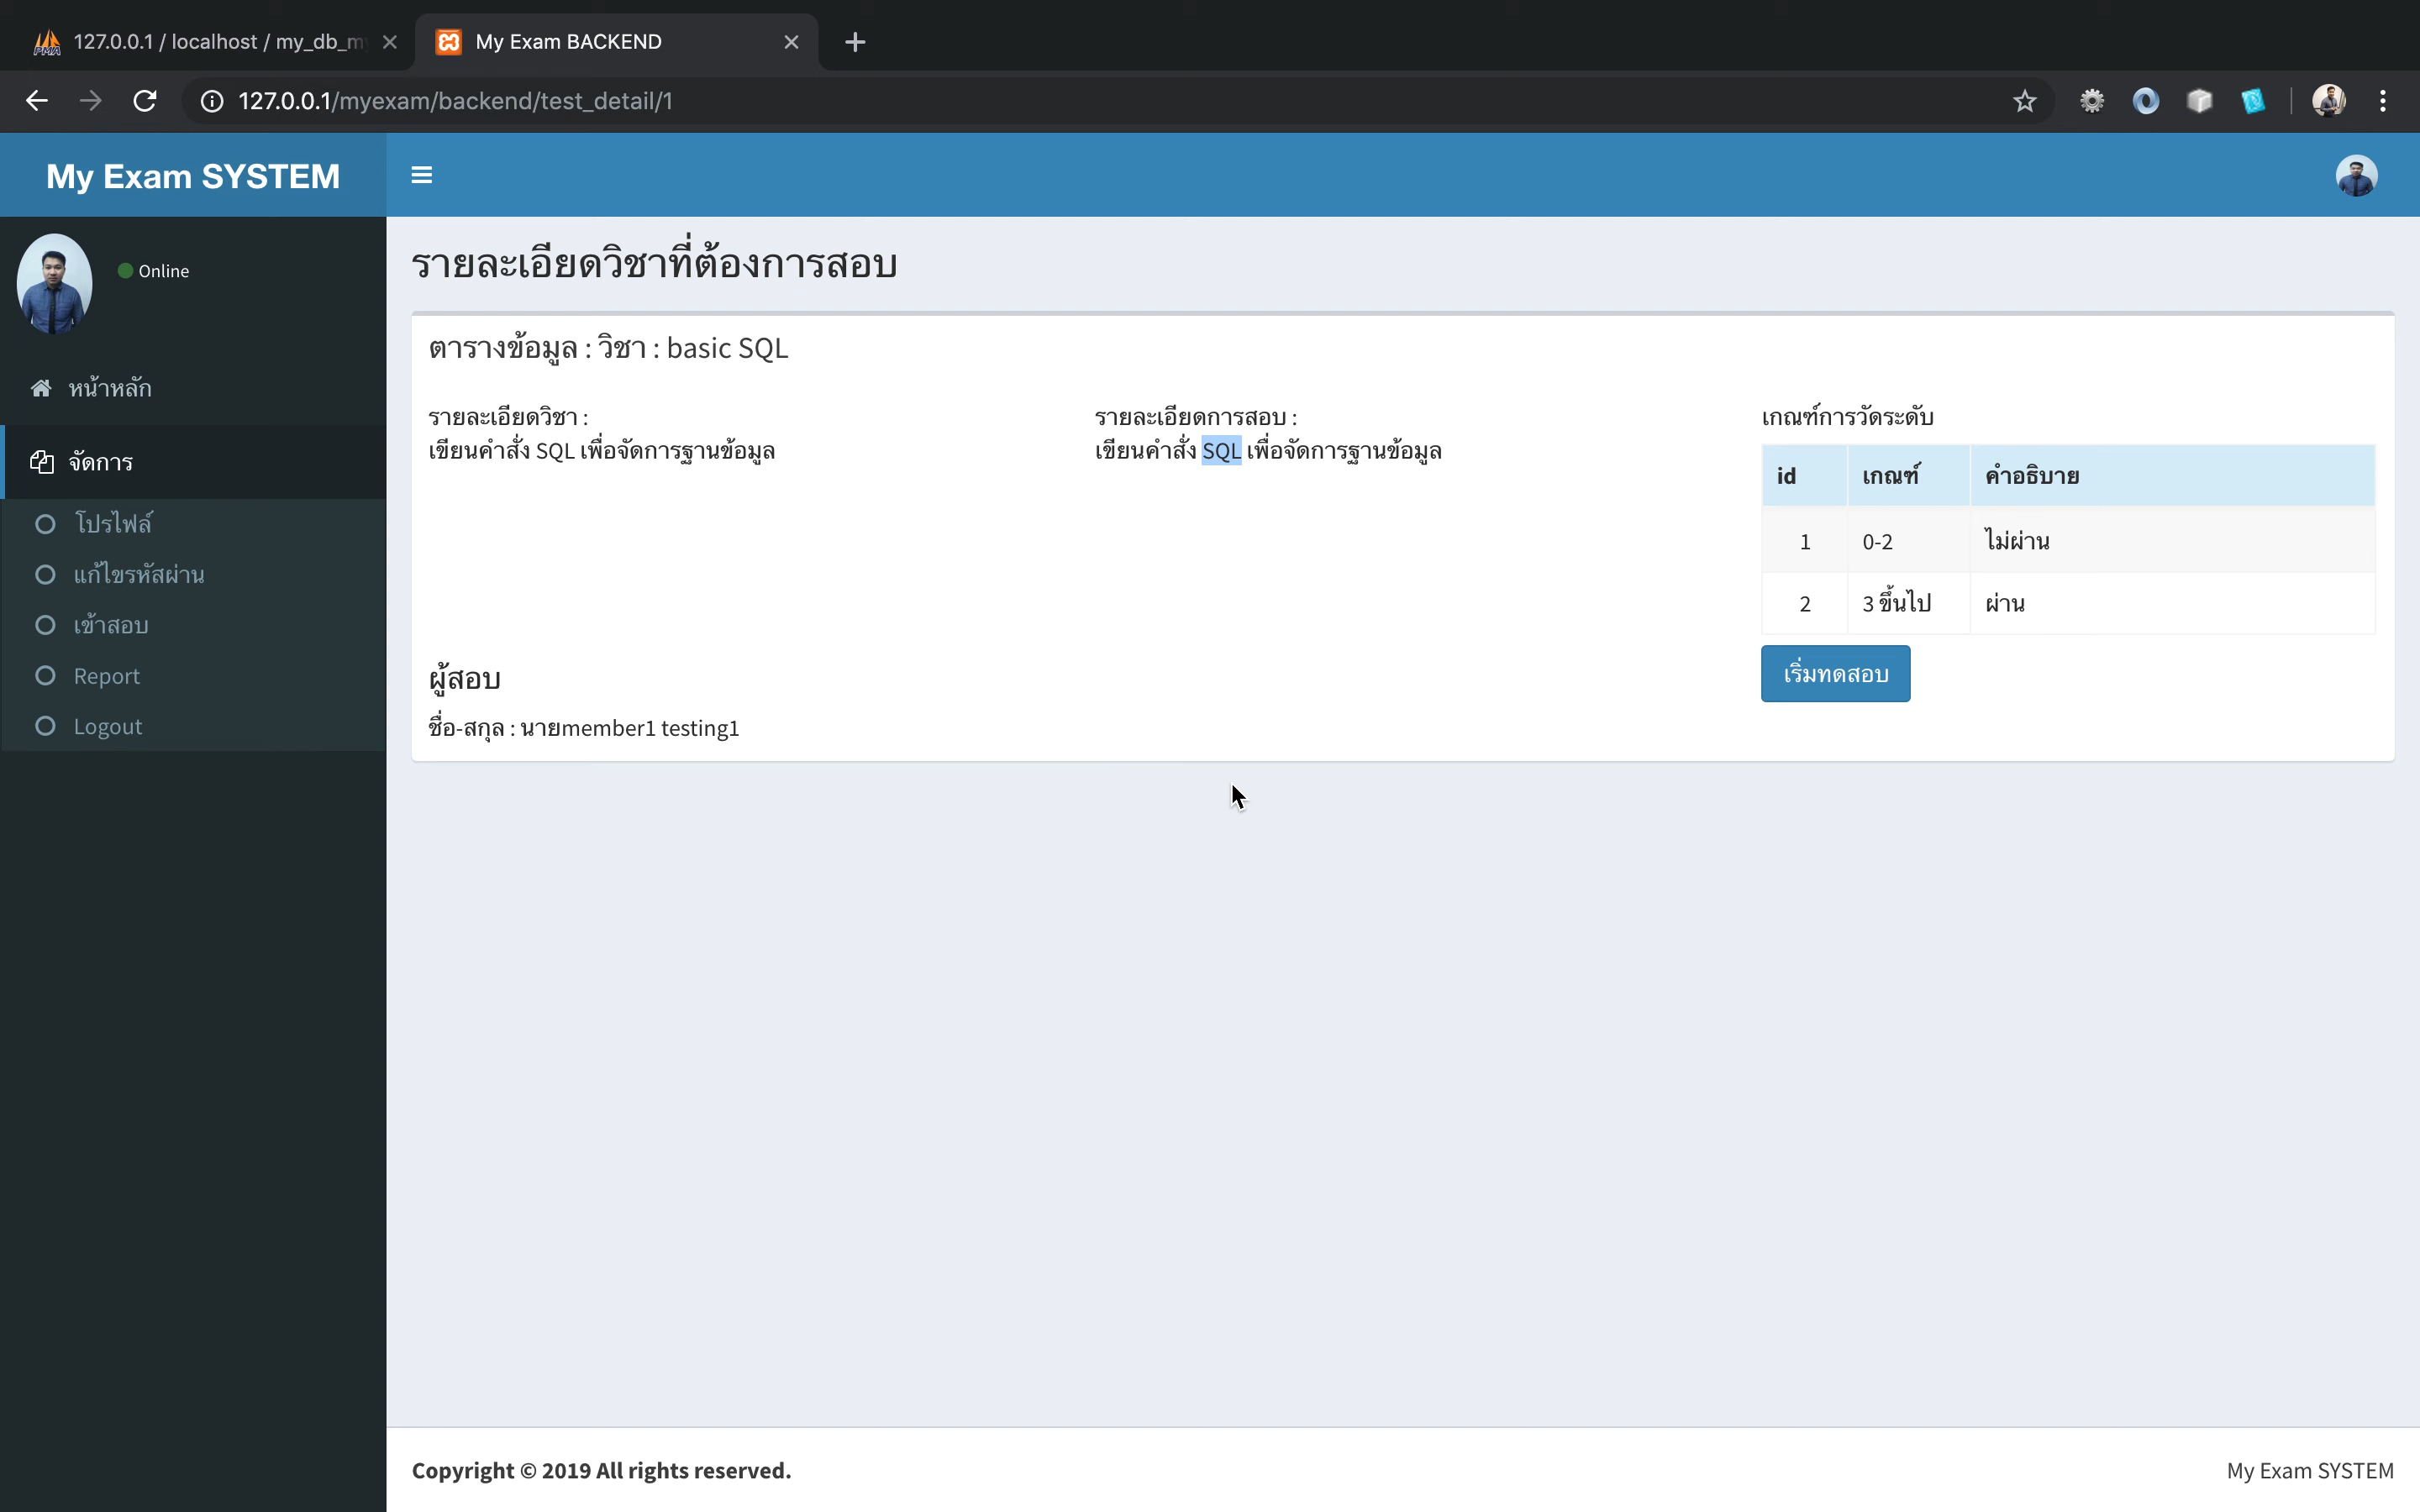 127.0.0.1 / localhost / my_db_m
My Exam BACKEND
127.0.0.1/myexam/backend/test_detail/1
My Exam SYSTEM
Online
หน้าหลัก
จัดการ
โปรไฟล์
แก้ไขรหัสผ่าน
เข้าสอบ
Report
Logout
รายละเอียดวิชาที่ต้องการสอบ
ตารางข้อมูล : วิชา : basic SQL
รายละเอียดวิชา :
เขียนคำสั่ง SQL เพื่อจัดการฐานข้อมูล
รายละเอียดการสอบ :
เขียนคำสั่ง SQL เพื่อจัดการฐานข้อมูล
เกณฑ์การวัดระดับ
id เกณฑ์ คำอธิบาย
1 0-2 ไม่ผ่าน
2 3 ขึ้นไป ผ่าน
เริ่มทดสอบ
ผู้สอบ
ชื่อ-สกุล : นายmember1 testing1
Copyright © 2019 All rights reserved.
My Exam SYSTEM